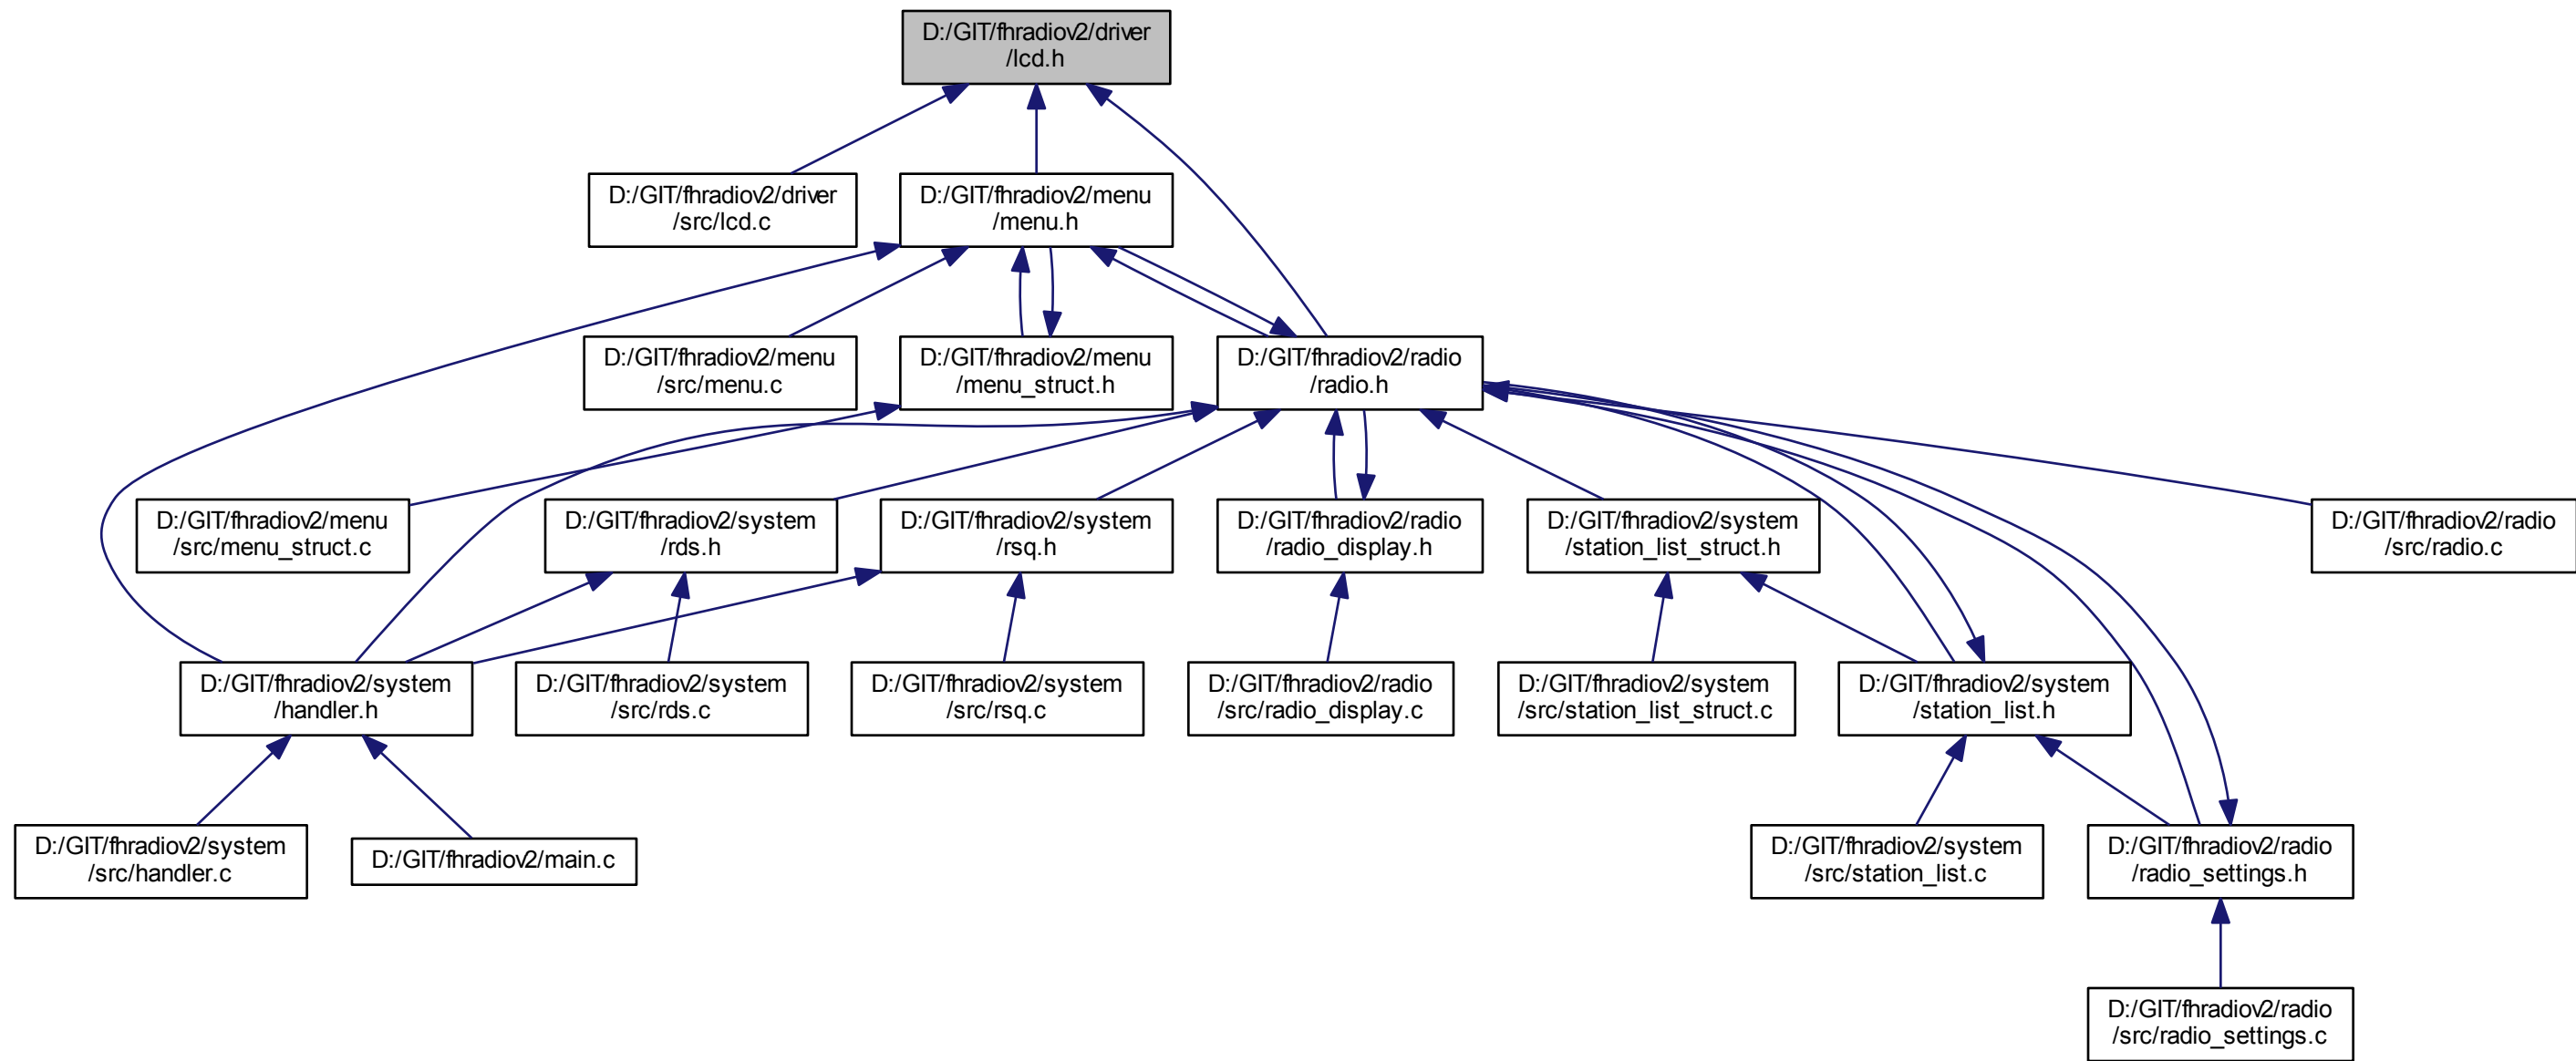 D:/GIT/fhradiov2/driver
/lcd.h
D:/GIT/fhradiov2/driver
/src/lcd.c
D:/GIT/fhradiov2/menu
/menu.h
D:/GIT/fhradiov2/menu
/src/menu.c
D:/GIT/fhradiov2/menu
/menu_struct.h
D:/GIT/fhradiov2/radio
/radio.h
D:/GIT/fhradiov2/menu
/src/menu_struct.c
D:/GIT/fhradiov2/system
/rds.h
D:/GIT/fhradiov2/system
/rsq.h
D:/GIT/fhradiov2/radio
/radio_display.h
D:/GIT/fhradiov2/system
/station_list_struct.h
D:/GIT/fhradiov2/radio
/src/radio.c
D:/GIT/fhradiov2/system
/handler.h
D:/GIT/fhradiov2/system
/src/rds.c
D:/GIT/fhradiov2/system
/src/rsq.c
D:/GIT/fhradiov2/radio
/src/radio_display.c
D:/GIT/fhradiov2/system
/src/station_list_struct.c
D:/GIT/fhradiov2/system
/station_list.h
D:/GIT/fhradiov2/system
/src/handler.c
D:/GIT/fhradiov2/main.c
D:/GIT/fhradiov2/system
/src/station_list.c
D:/GIT/fhradiov2/radio
/radio_settings.h
D:/GIT/fhradiov2/radio
/src/radio_settings.c